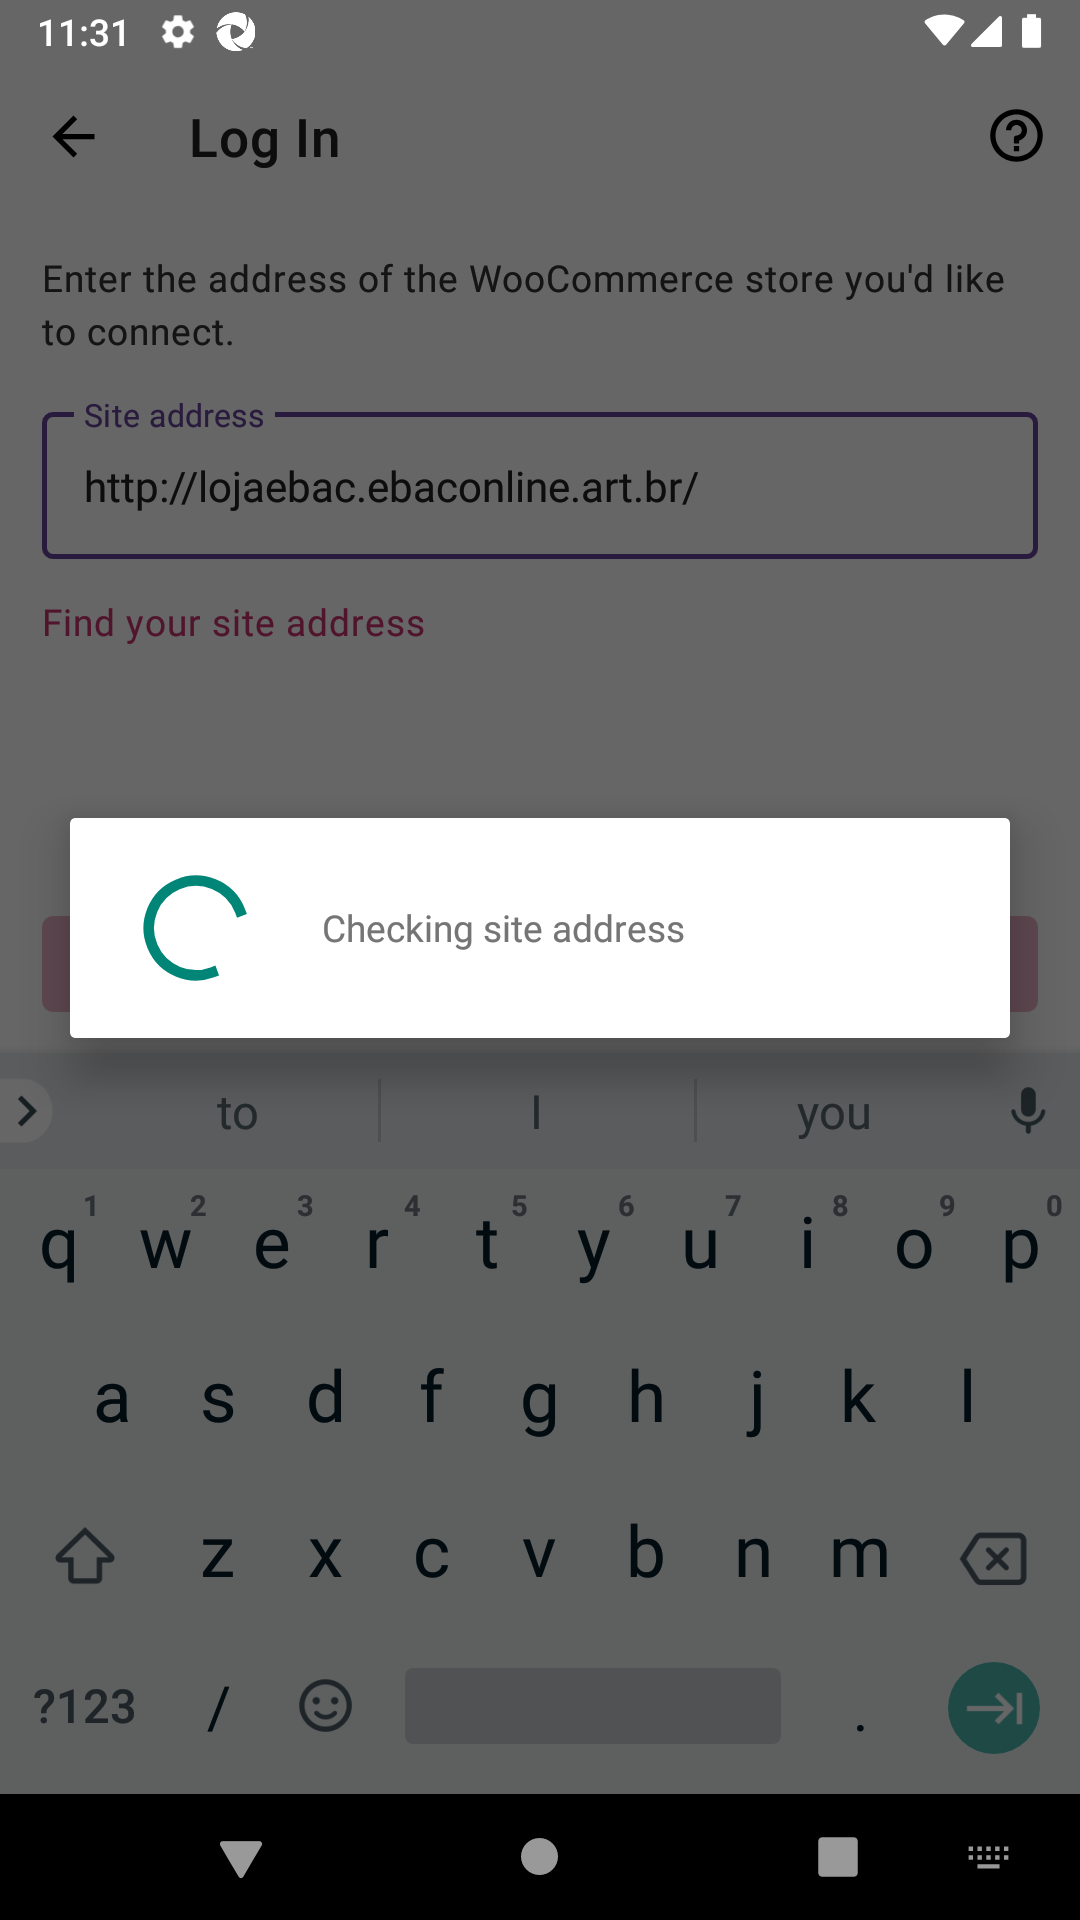 11:31
Log In
Enter the address of the WooCommerce store you'd like
to connect.
Site address
http://lojaebac.ebaconline.art.br/
Find your site address
Checking site address
to I you
1 2 3 4 5 6 7 8 9 0
q w e r t y u i o p
a s d f g h j k l
z x c v b n m
?123 / .